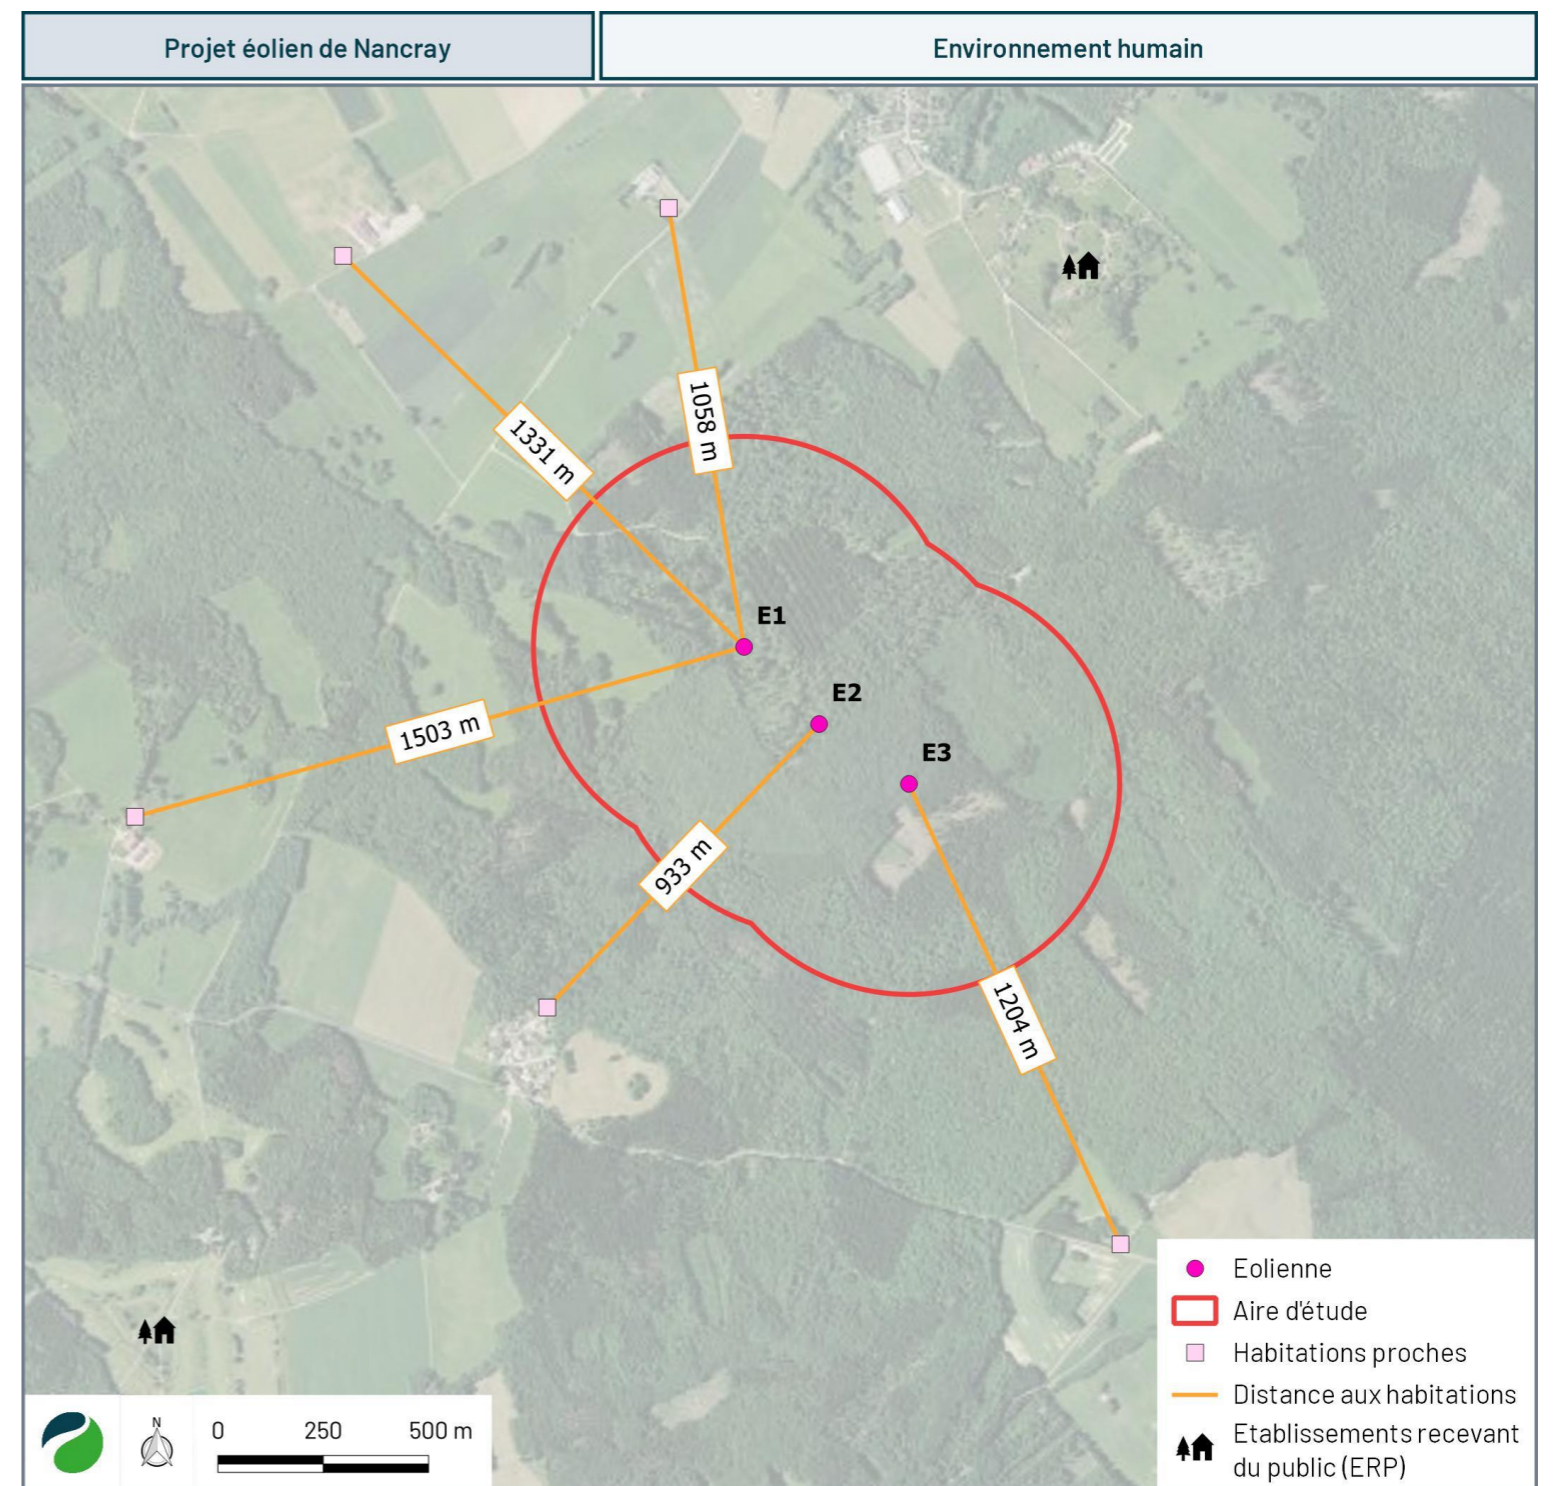 Projet éolien de Nancray
Environnement humain
1058 m
1331 m
E1
E2
1503 m
E3
933 m
1204 m
Eolienne
Aire d'étude
Habitations proches
Distance aux habitations
Etablissements recevant
du public (ERP)
N
0 250 500 m